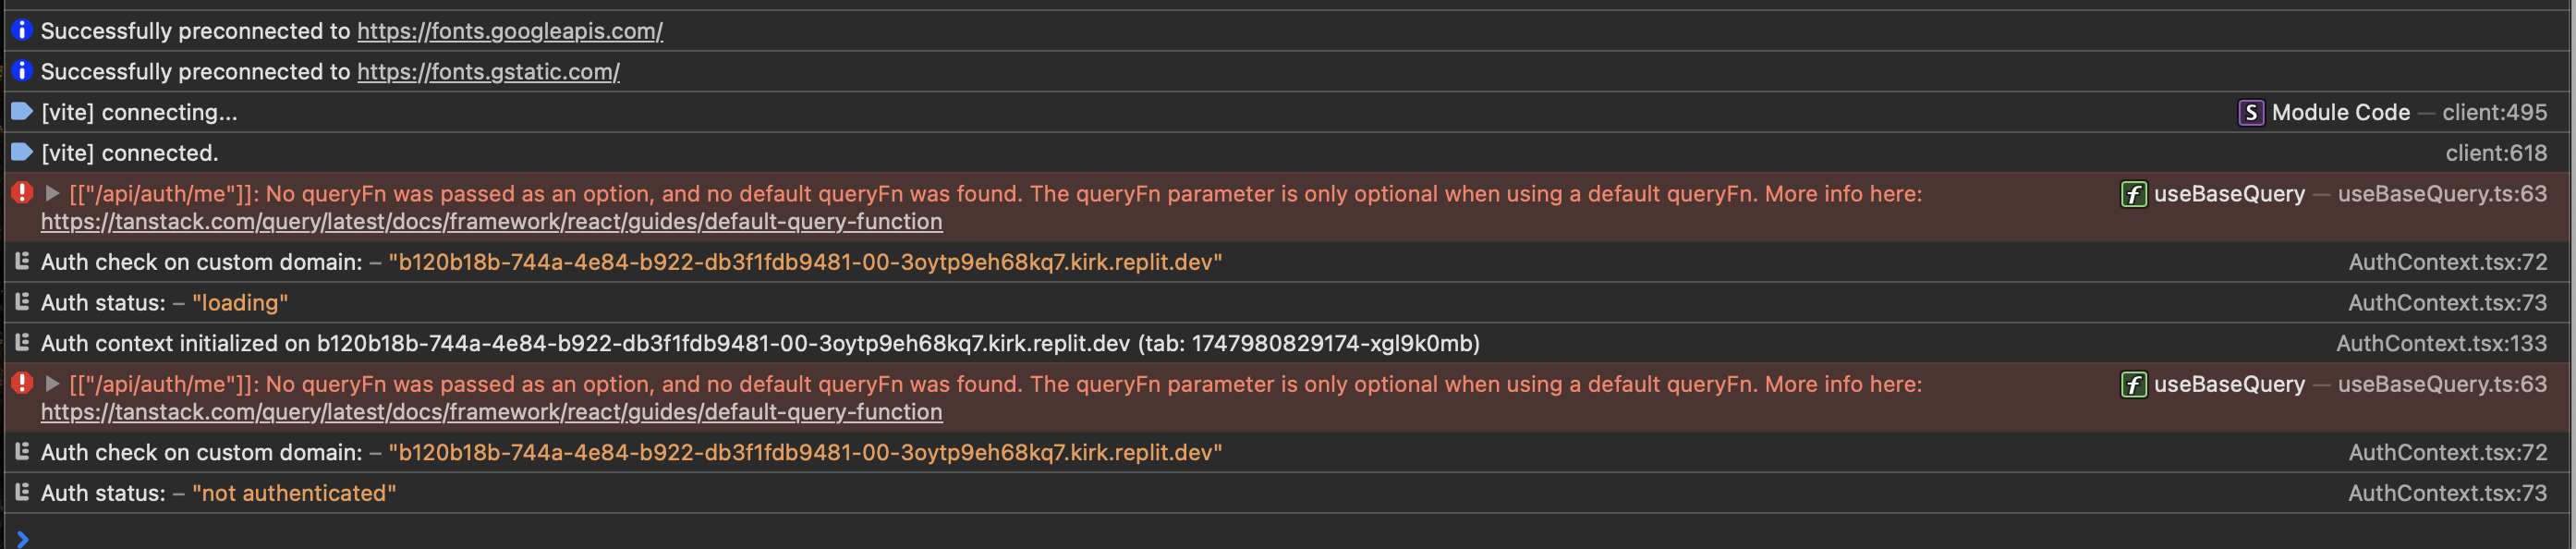 Successfully preconnected to https://fonts.googleapis.com/
Successfully preconnected to https://fonts.gstatic.com/
[vite] connecting... S Module Code — client:495
[vite] connected. client:618
[["/api/auth/me"]]: No queryFn was passed as an option, and no default queryFn was found. The queryFn parameter is only optional when using a default queryFn. More info here: f useBaseQuery — useBaseQuery.ts:63
https://tanstack.com/query/latest/docs/framework/react/guides/default-query-function
Auth check on custom domain: – "b120b18b-744a-4e84-b922-db3f1fdb9481-00-3oytp9eh68kq7.kirk.replit.dev" AuthContext.tsx:72
Auth status: – "loading" AuthContext.tsx:73
Auth context initialized on b120b18b-744a-4e84-b922-db3f1fdb9481-00-3oytp9eh68kq7.kirk.replit.dev (tab: 1747980829174-xgl9k0mb) AuthContext.tsx:133
[["/api/auth/me"]]: No queryFn was passed as an option, and no default queryFn was found. The queryFn parameter is only optional when using a default queryFn. More info here: f useBaseQuery — useBaseQuery.ts:63
https://tanstack.com/query/latest/docs/framework/react/guides/default-query-function
Auth check on custom domain: – "b120b18b-744a-4e84-b922-db3f1fdb9481-00-3oytp9eh68kq7.kirk.replit.dev" AuthContext.tsx:72
Auth status: – "not authenticated" AuthContext.tsx:73